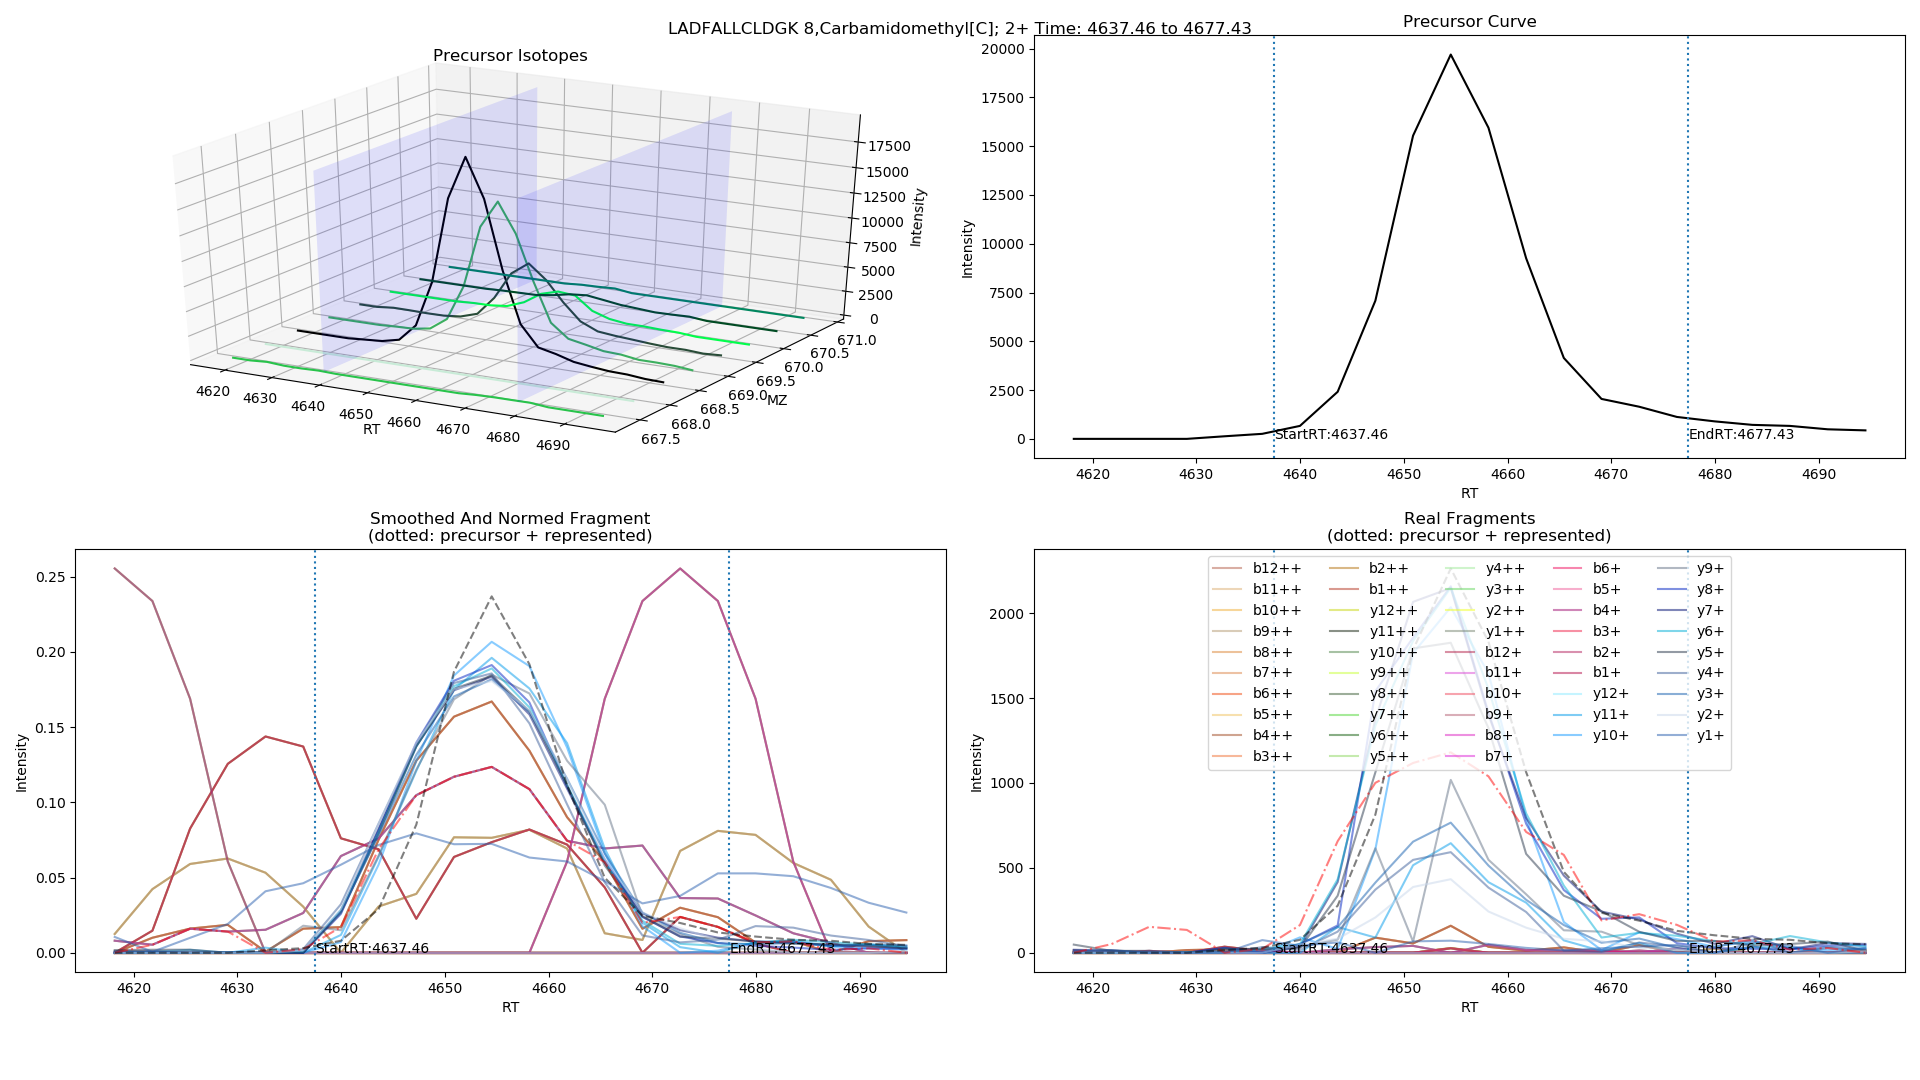 LADFALLCLDGK 8,Carbamidomethyl[C]; 2+ Time: 4637.46 to 4677.43
Precursor Isotopes
17500
15000
12500
10000
7500
5000
2500
0
Intensity
671.0
670.5
670.0
669.5
669.0
668.5
668.0
667.5
MZ
4620
4630
4640
4650
4660
4670
4680
4690
RT
Precursor Curve
20000
17500
15000
12500
10000
7500
5000
2500
0
Intensity
StartRT:4637.46
EndRT:4677.43
4620 4630 4640 4650 4660 4670 4680 4690
RT
Smoothed And Normed Fragment
(dotted: precursor + represented)
0.25
0.20
0.15
0.10
0.05
0.00
Intensity
StartRT:4637.46
EndRT:4677.43
4620 4630 4640 4650 4660 4670 4680 4690
RT
Real Fragments
(dotted: precursor + represented)
2000
1500
1000
500
0
Intensity
b12++
b11++
b10++
b9++
b8++
b7++
b6++
b5++
b4++
b3++
b2++
b1++
y12++
y11++
y10++
y9++
y8++
y7++
y6++
y5++
y4++
y3++
y2++
y1++
b12+
b11+
b10+
b9+
b8+
b7+
b6+
b5+
b4+
b3+
b2+
b1+
y12+
y11+
y10+
y9+
y8+
y7+
y6+
y5+
y4+
y3+
y2+
y1+
StartRT:4637.46
EndRT:4677.43
4620 4630 4640 4650 4660 4670 4680 4690
RT